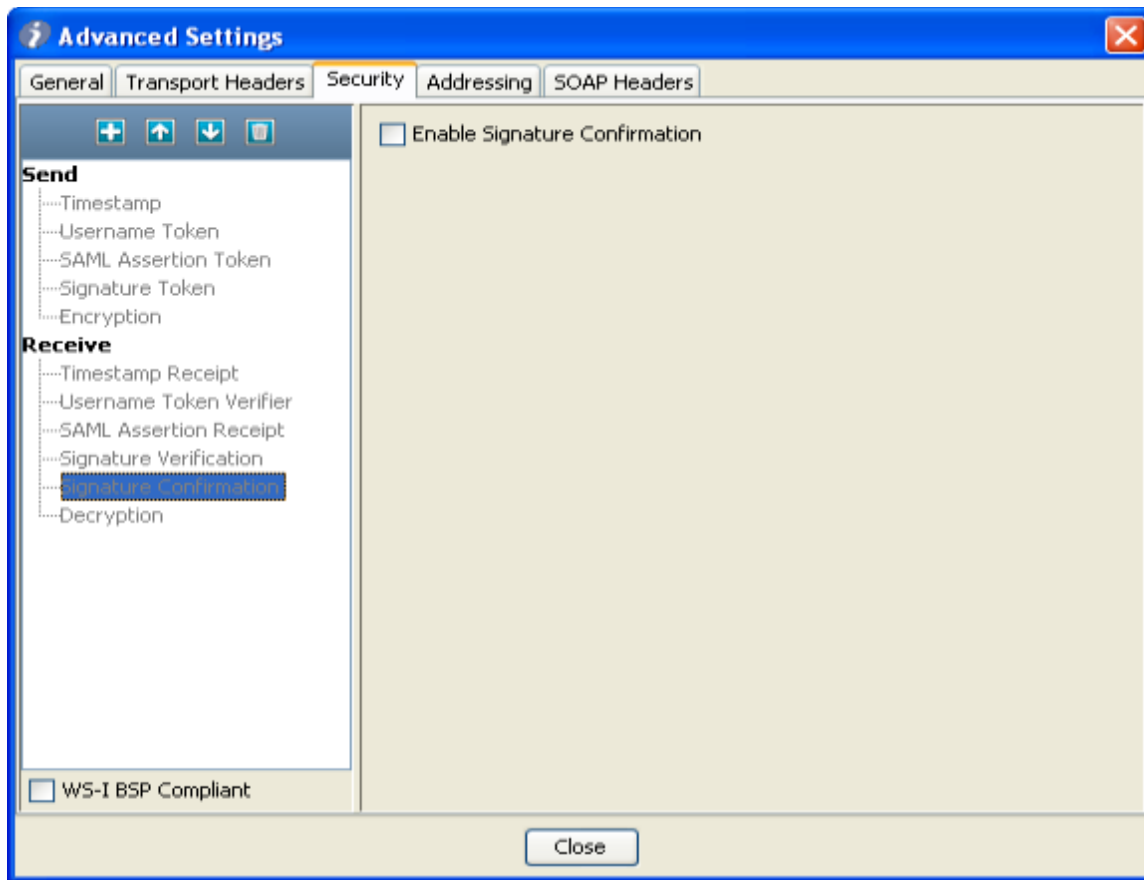 Advanced Settings
General Transport Headers Security Addressing SOAP Headers
Enable Signature Confirmation
Send
Timestamp
Username Token
SAML Assertion Token
Signature Token
Encryption
Receive
Timestamp Receipt
Username Token Verifier
SAML Assertion Receipt
Signature Verification
Signature Confirmation
Decryption
WS-I BSP Compliant
Close